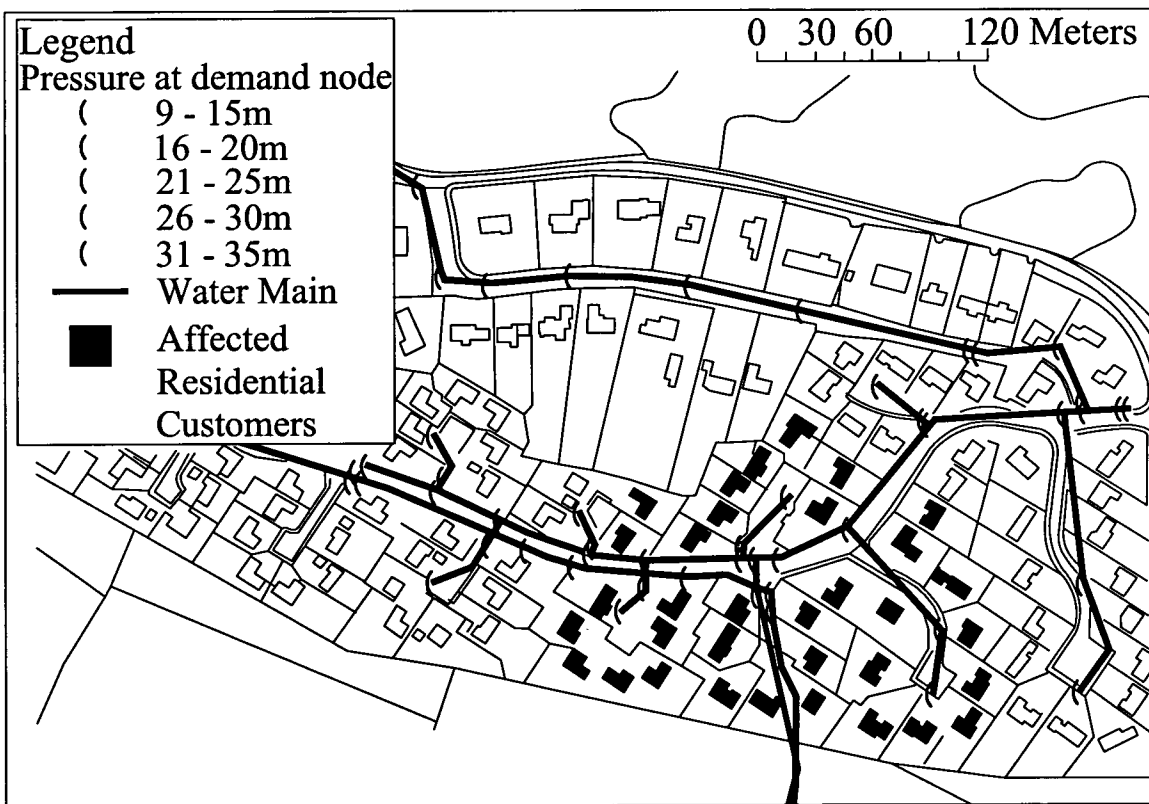 Legend
Pressure at demand node
( 9 - 15m
( 16 - 20m
( 21 - 25m
( 26 - 30m
( 31 - 35m
Water Main
Affected
Residential
Customers
0 30 60 120 Meters